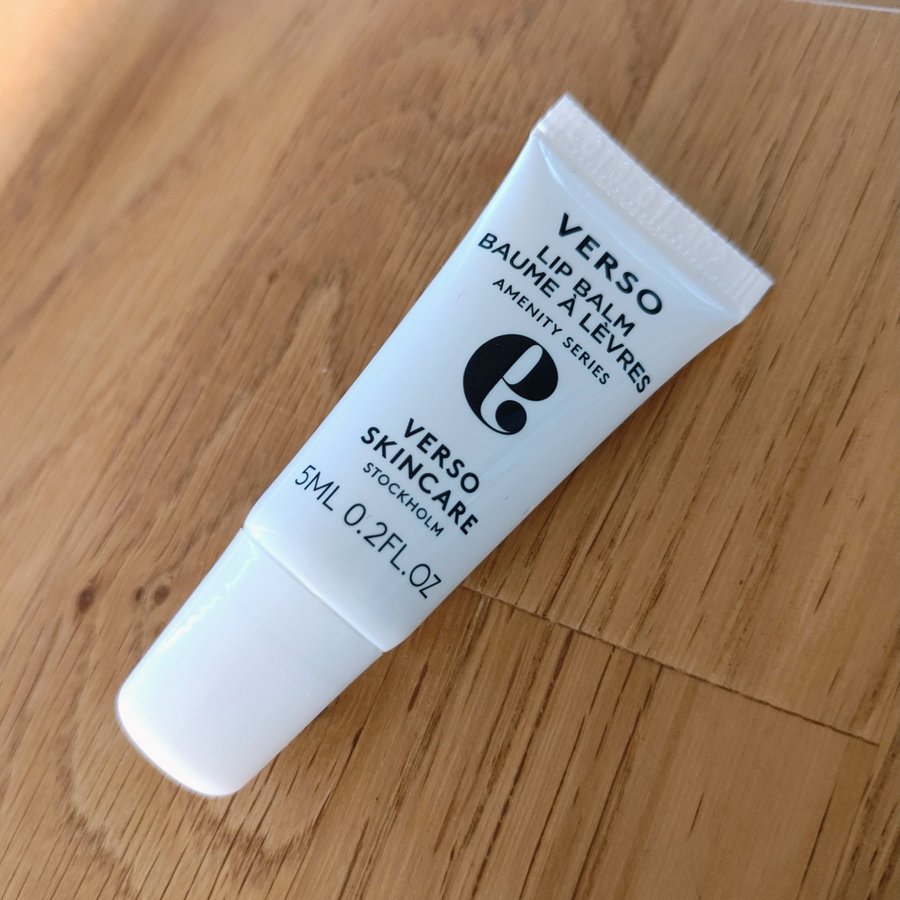 VERSO
LIP BALM
BAUME À LÈVRES
AMENITY SERIES
VERSO
SKINCARE
STOCKHOLM
5ML 0.2FL.OZ